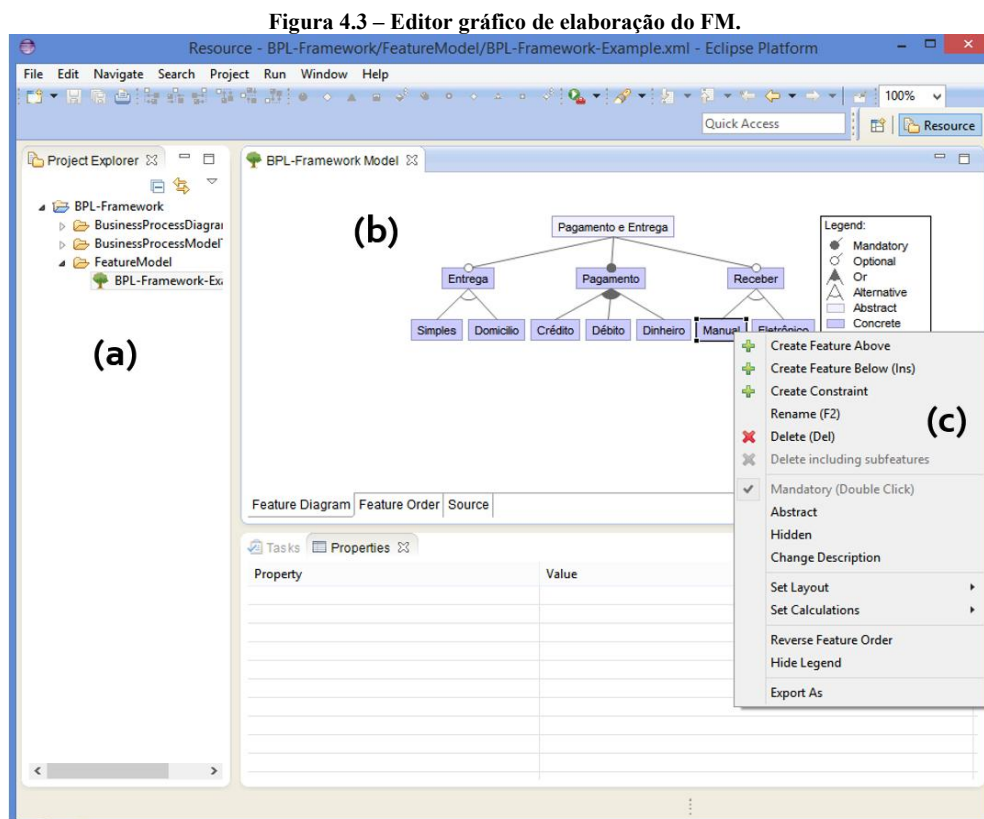 Figura 4.3 – Editor gráfico de elaboração do FM.
Resource - BPL-Framework/FeatureModel/BPL-Framework-Example.xml - Eclipse Platform
File Edit Navigate Search Project Run Window Help
100%
Quick Access
Resource
Project Explorer
BPL-Framework
BusinessProcessDiagra
BusinessProcessModel
FeatureModel
BPL-Framework-Exa
(a)
BPL-Framework Model
(b)
Pagamento e Entrega
Entrega Pagamento Receber
Simples Domicilio Crédito Débito Dinheiro Manual Eletrônico
Legend:
Mandatory
Optional
Or
Alternative
Abstract
Concrete
Create Feature Above
Create Feature Below (Ins)
Create Constraint
Rename (F2)
(c)
Delete (Del)
Delete including subfeatures
Mandatory (Double Click)
Abstract
Hidden
Change Description
Set Layout
Set Calculations
Reverse Feature Order
Hide Legend
Export As
Feature Diagram Feature Order Source
Tasks Properties
Property Value